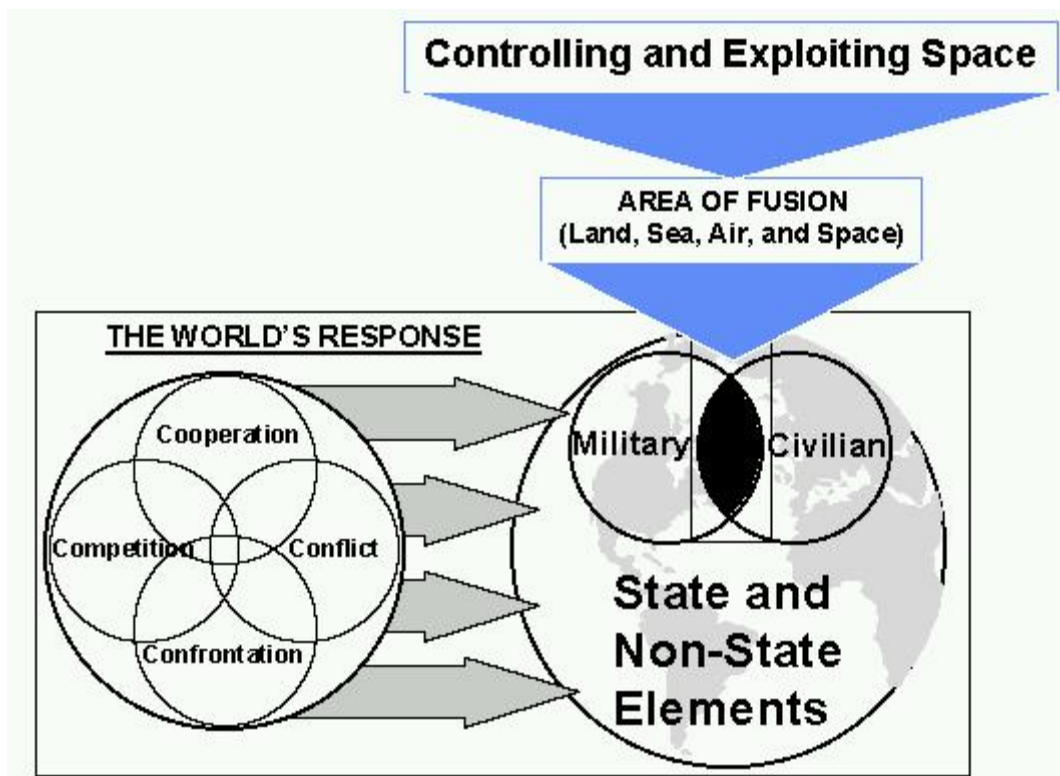 Controlling and Exploiting Space
AREA OF FUSION
(Land, Sea, Air, and Space)
THE WORLD'S RESPONSE
Cooperation
Competition
Conflict
Confrontation
Military
Civilian
State and
Non-State
Elements